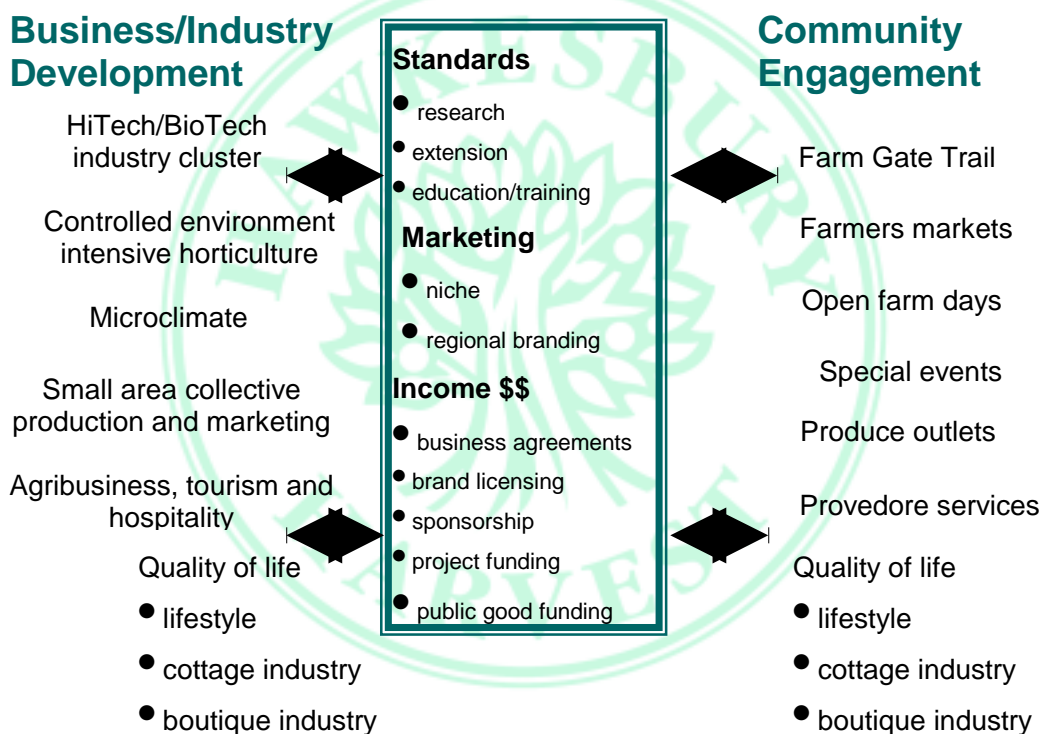 Business/Industry
Development
HiTech/BioTech
industry cluster
Controlled environment
intensive horticulture
Microclimate
Small area collective
production and marketing
Agribusiness, tourism and
hospitality
Quality of life
• lifestyle
• cottage industry
• boutique industry
Standards
• research
• extension
• education/training
Marketing
• niche
• regional branding
Income $$
• business agreements
• brand licensing
• sponsorship
• project funding
• public good funding
Community
Engagement
Farm Gate Trail
Farmers markets
Open farm days
Special events
Produce outlets
Provedore services
Quality of life
• lifestyle
• cottage industry
• boutique industry
HAWKESBURY
HARVEST